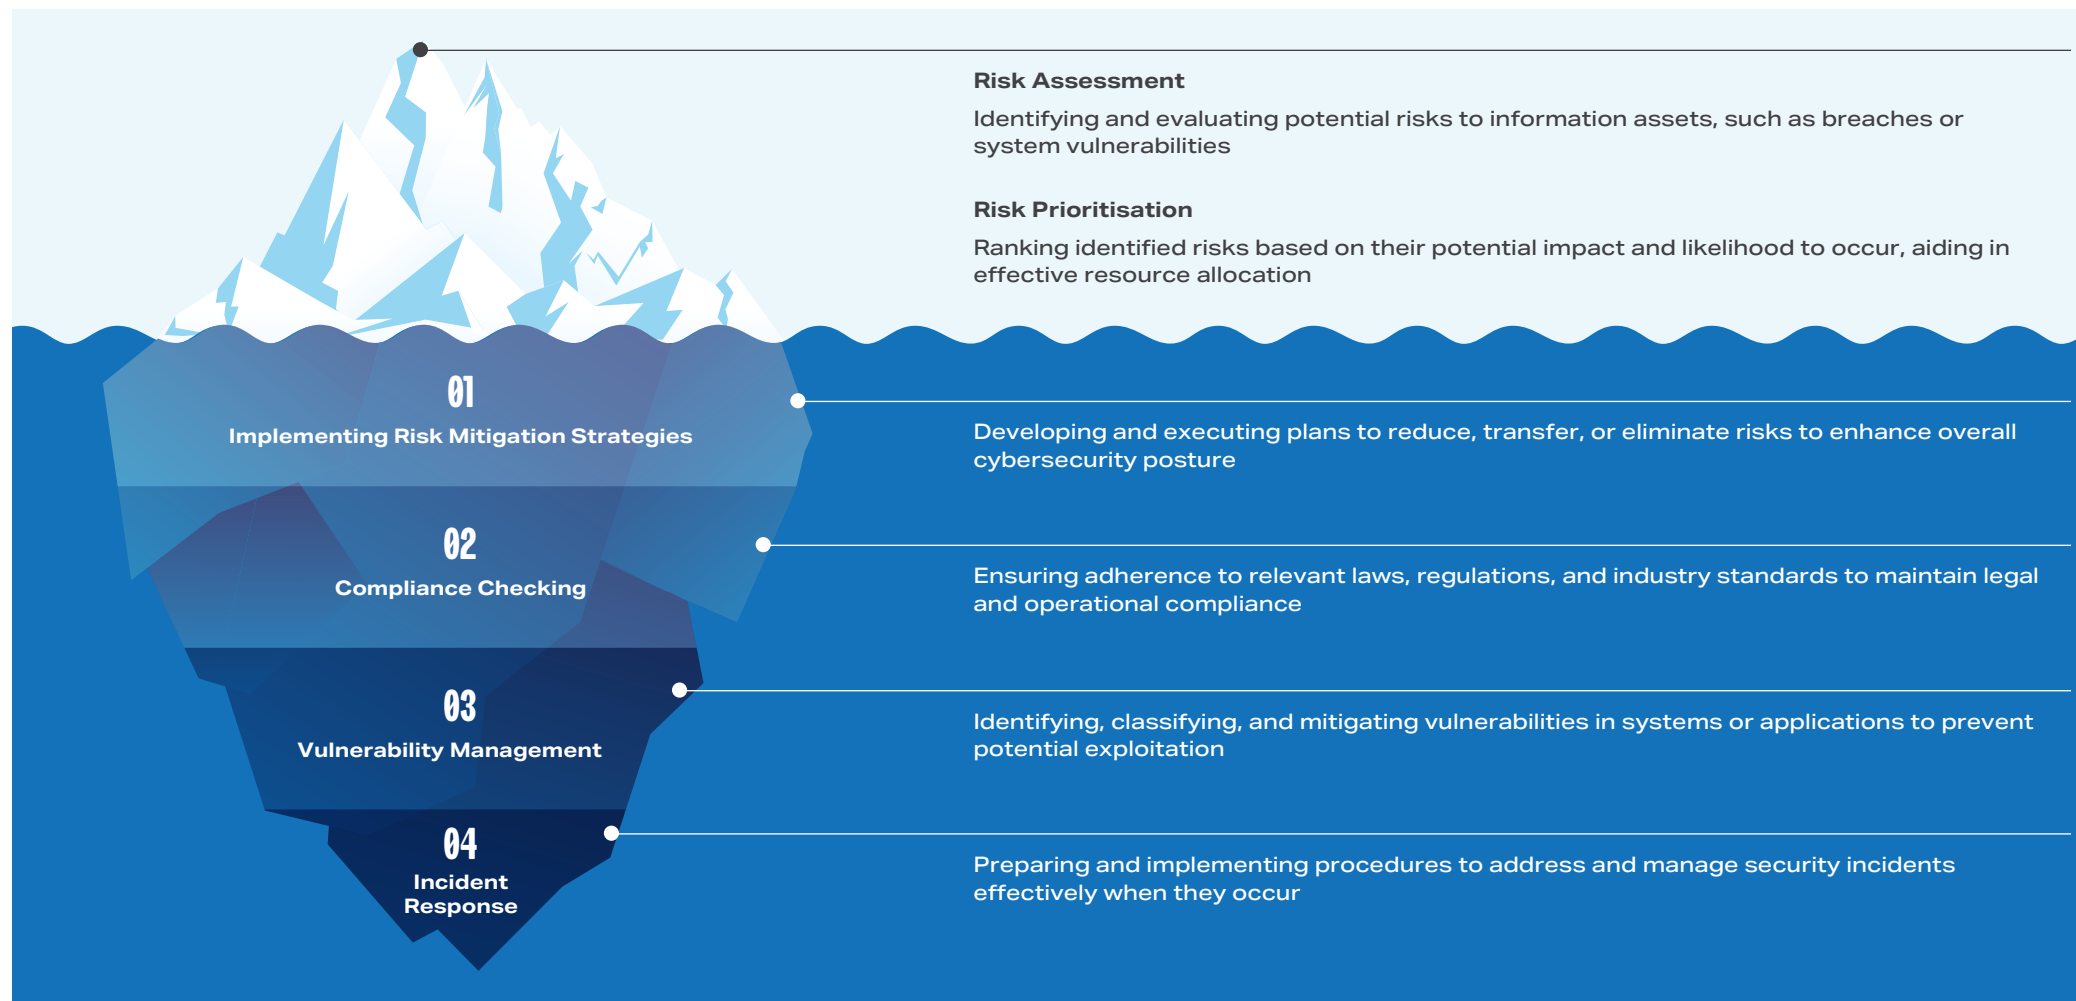 Risk Assessment
Identifying and evaluating potential risks to information assets, such as breaches or
system vulnerabilities
Risk Prioritisation
Ranking identified risks based on their potential impact and likelihood to occur, aiding in
effective resource allocation
01
Implementing Risk Mitigation Strategies
Developing and executing plans to reduce, transfer, or eliminate risks to enhance overall
cybersecurity posture
02
Compliance Checking
Ensuring adherence to relevant laws, regulations, and industry standards to maintain legal
and operational compliance
03
Vulnerability Management
Identifying, classifying, and mitigating vulnerabilities in systems or applications to prevent
potential exploitation
04
Incident
Response
Preparing and implementing procedures to address and manage security incidents
effectively when they occur